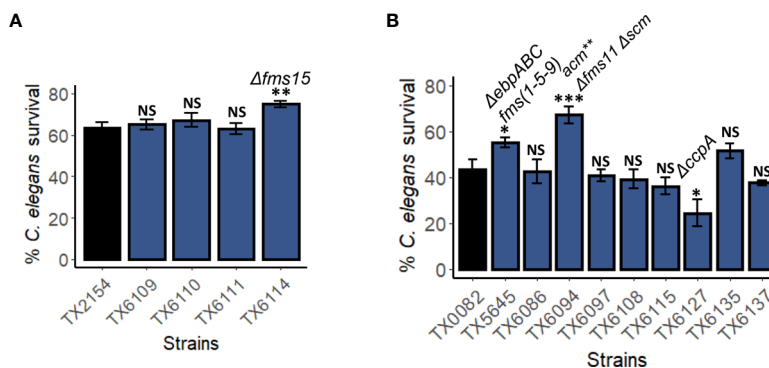 A
Δfms15
NS
NS
NS
**
80
60
40
20
0
% C. elegans survival
TX2154
TX6109
TX6110
TX6111
TX6114
Strains
B
ΔebpABC
fms(1-5-9)
acm**
Δfms11 Δscm
*
NS
***
NS
NS
NS
ΔccpA
*
NS
NS
80
60
40
20
0
% C. elegans survival
TX0082
TX5645
TX6086
TX6094
TX6097
TX6108
TX6115
TX6127
TX6135
TX6137
Strains